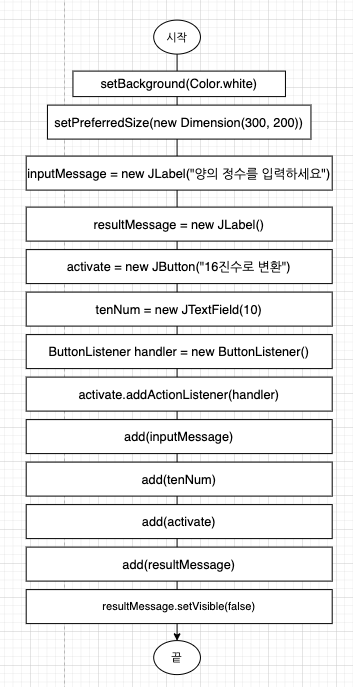 시작
setBackground(Color.white)
setPreferredSize(new Dimension(300, 200))
inputMessage = new JLabel("양의 정수를 입력하세요")
resultMessage = new JLabel()
activate = new JButton("16진수로 변환")
tenNum = new JTextField(10)
ButtonListener handler = new ButtonListener()
activate.addActionListener(handler)
add(inputMessage)
add(tenNum)
add(activate)
add(resultMessage)
resultMessage.setVisible(false)
끝